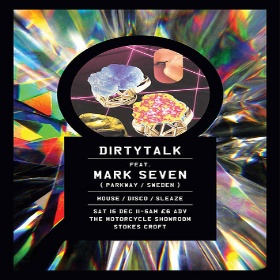 DIRTYTALK
FEAT.
MARK SEVEN
( PARKWAY / SWEDEN )
HOUSE / DISCO / SLEAZE
SAT 15 DEC 11-6AM £6 ADV
THE MOTORCYCLE SHOWROOM
STOKES CROFT